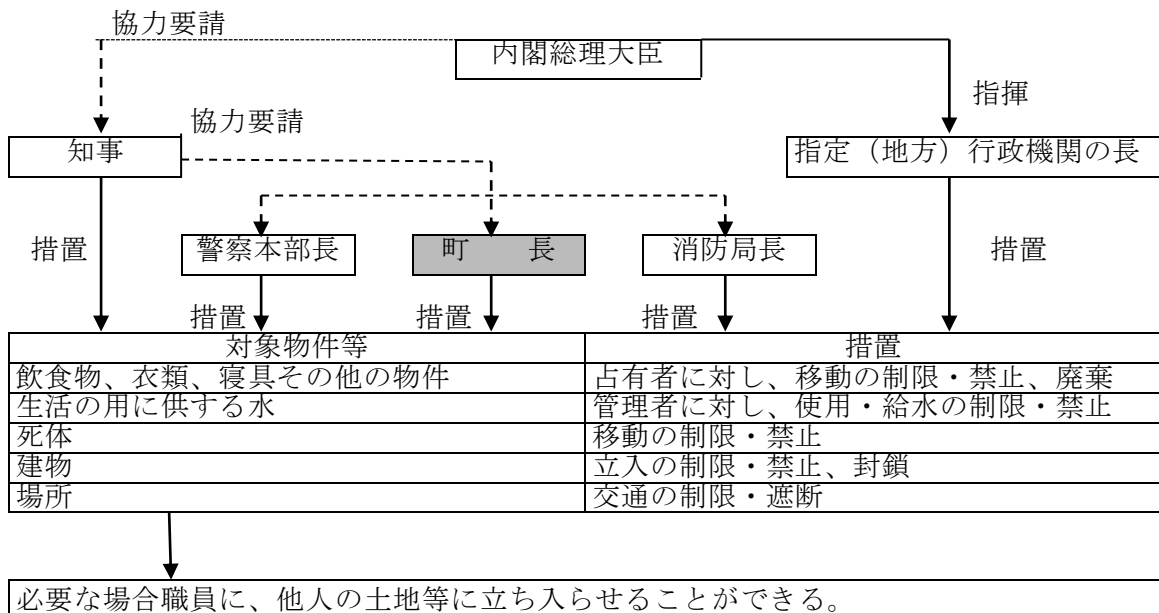 協力要請
内閣総理大臣
指揮
協力要請
知事
指定（地方）行政機関の長
措置
警察本部長
町　　長
消防局長
措置
措置
措置
措置
対象物件等 措置
飲食物、衣類、寝具その他の物件 占有者に対し、移動の制限・禁止、廃棄
生活の用に供する水 管理者に対し、使用・給水の制限・禁止
死体 移動の制限・禁止
建物 立入の制限・禁止、封鎖
場所 交通の制限・遮断
必要な場合職員に、他人の土地等に立ち入らせることができる。